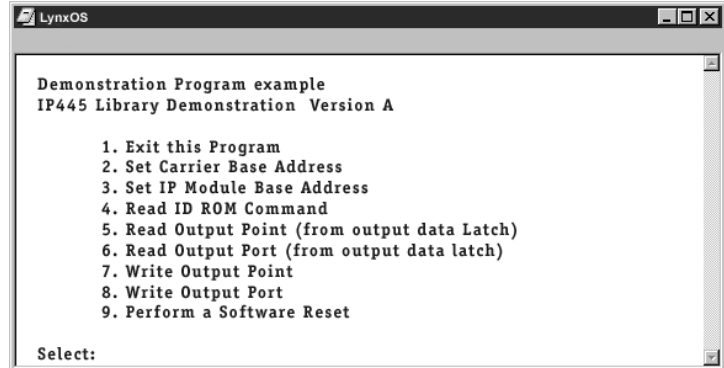 LynxOS
Demonstration Program example
IP445 Library Demonstration Version A
1. Exit this Program
2. Set Carrier Base Address
3. Set IP Module Base Address
4. Read ID ROM Command
5. Read Output Point (from output data Latch)
6. Read Output Port (from output data latch)
7. Write Output Point
8. Write Output Port
9. Perform a Software Reset
Select: